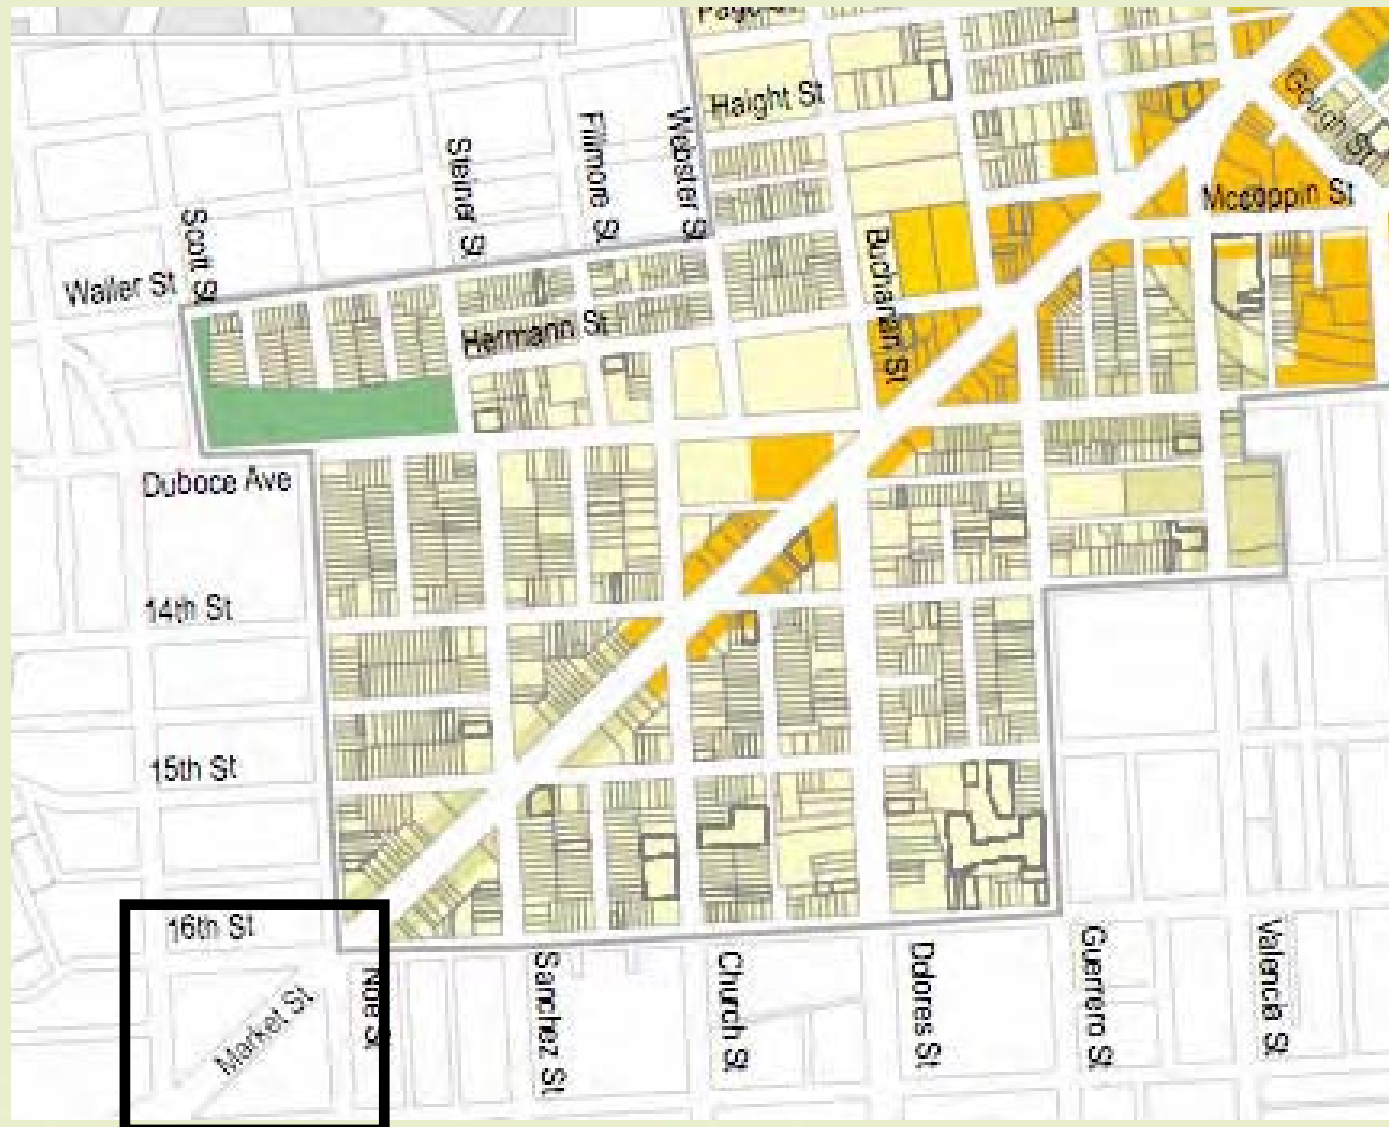 Haight St
Gough St
Fillmore St
Webster St
Steiner St
Mccoppin St
Scott St
Buchanan St
Waller St
Hermann St
Duboce Ave
14th St
15th St
16th St
Market St
Noe St
Sanchez St
Church St
Dolores St
Guerrero St
Valencia St